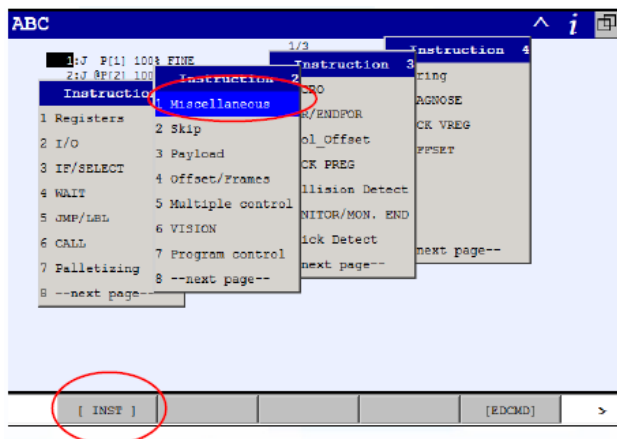 ABC
1/3
1:J P[1] 100% FINE
2:J @P[2] 100
Instructio
1 Registers
2 I/O
3 IF/SELECT
4 WAIT
5 JMP/LBL
6 CALL
7 Palletizing
8 --next page--
Instruction 2
1 Miscellaneous
2 Skip
3 Payload
4 Offset/Frames
5 Multiple control
6 VISION
7 Program control
8 --next page--
Instruction 3
CRO
R/ENDFOR
ol_Offset
CK PREG
llision Detect
NITOR/MON. END
ick Detect
next page--
Instruction 4
ring
AGNOSE
CK VREG
FFSET
next page--
[ INST ]
[EDCMD]
>